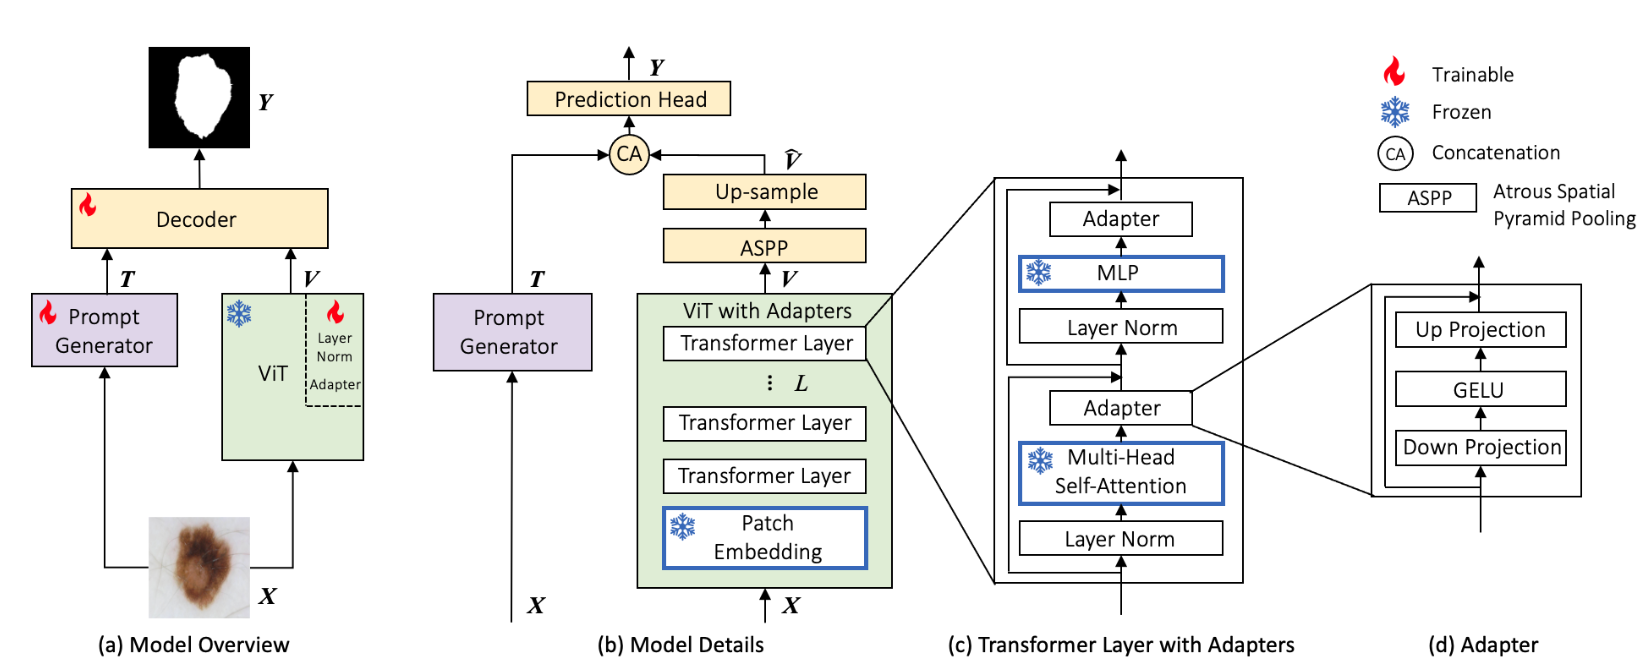 Y
Decoder
T
V
Prompt
Generator
ViT
Layer
Norm
Adapter
X
(a) Model Overview
Y
Prediction Head
CA
V̂
Up-sample
ASPP
T
V
Prompt
Generator
ViT with Adapters
Transformer Layer
⋮ L
Transformer Layer
Transformer Layer
Patch
Embedding
X
X
(b) Model Details
Adapter
MLP
Layer Norm
Adapter
Multi-Head
Self-Attention
Layer Norm
(c) Transformer Layer with Adapters
Trainable
Frozen
CA Concatenation
ASPP Atrous Spatial
Pyramid Pooling
Up Projection
GELU
Down Projection
(d) Adapter